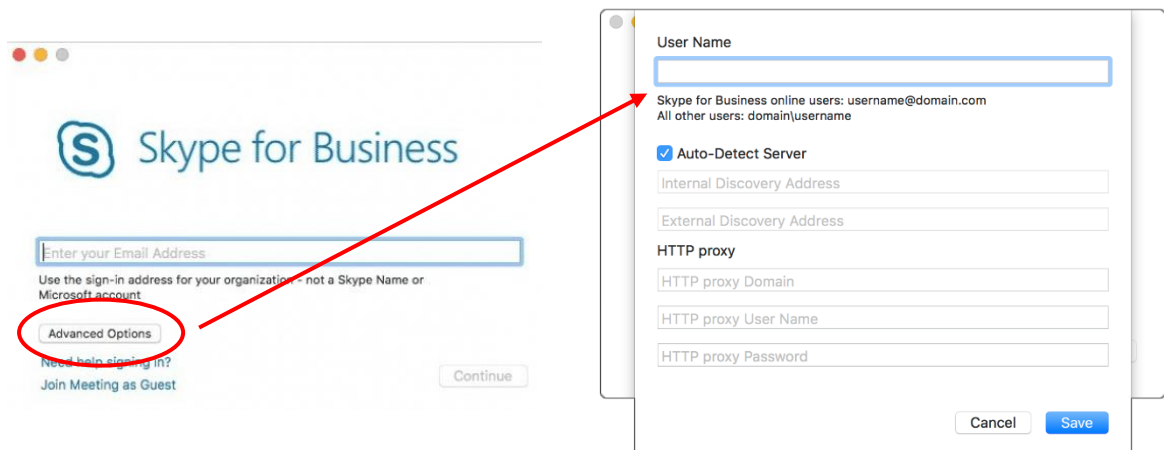 S
Skype for Business
Enter your Email Address
Use the sign-in address for your organization - not a Skype Name or
Microsoft account
Advanced Options
Need help signing in?
Join Meeting as Guest
Continue
User Name
Skype for Business online users: username@domain.com
All other users: domain\username
Auto-Detect Server
Internal Discovery Address
External Discovery Address
HTTP proxy
HTTP proxy Domain
HTTP proxy User Name
HTTP proxy Password
Cancel
Save